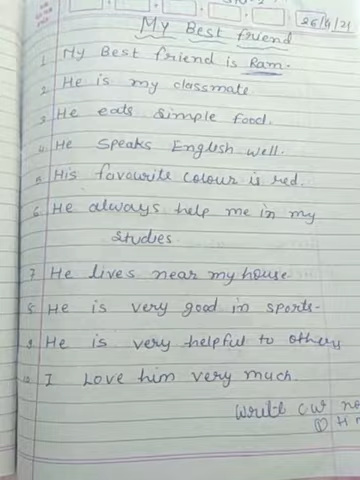 25/9/21
My Best friend
1 My Best friend is Ram.
2. He is my classmate
3. He eats simple food.
4. He speaks English well.
5. His favourite colour is red.
6. He always help me in my
studies.
7 He lives near my house
8. He is very good in sports.
9. He is very helpful to others
10. I Love him very much.
Write cw